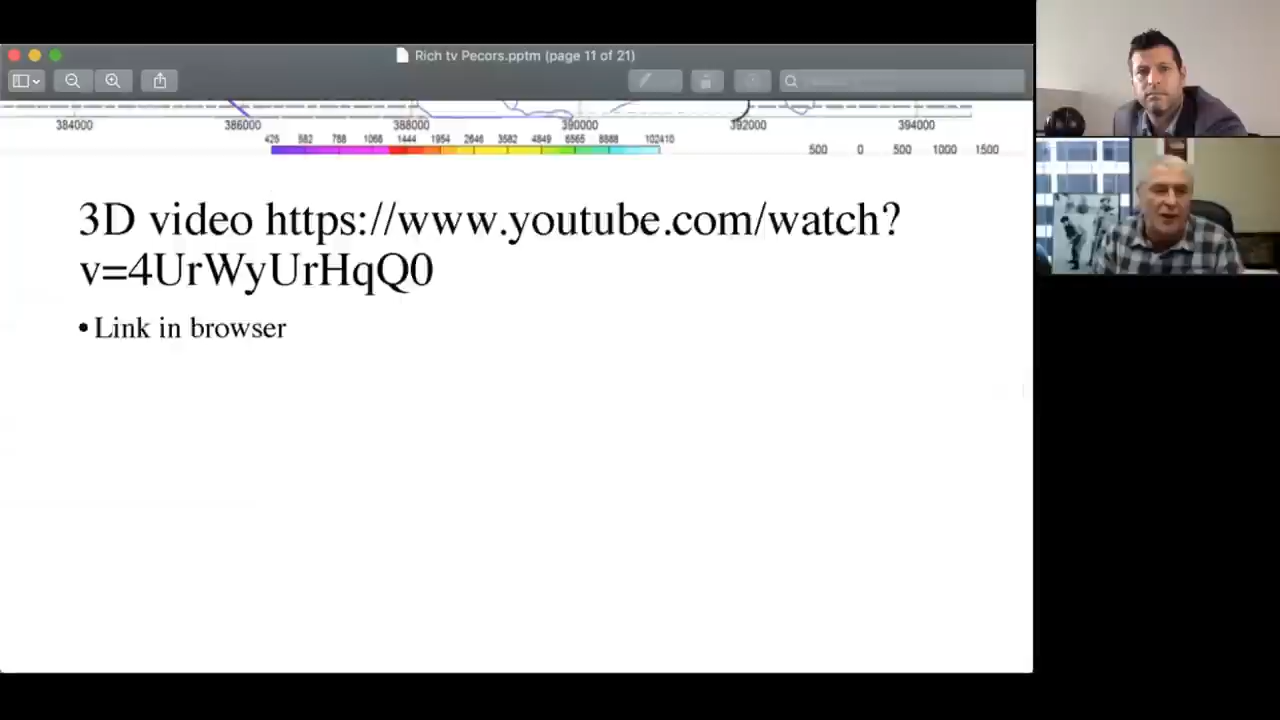 Rich tv Pecors.pptm (page 11 of 21)
384000 386000 388000 390000 392000 394000
426 582 788 1066 1444 1954 2646 3582 4849 6565 8888 102410
500 0 500 1000 1500
3D video https://www.youtube.com/watch?
v=4UrWyUrHqQ0
• Link in browser